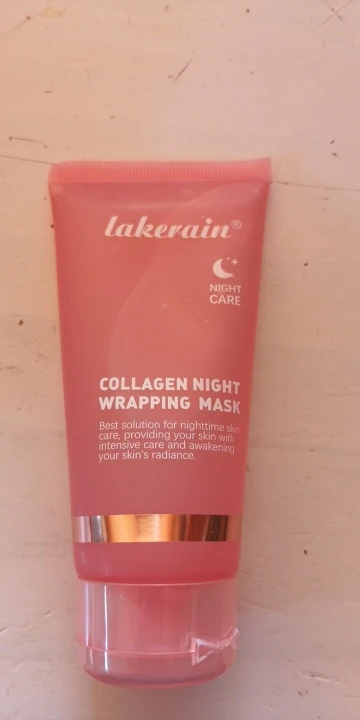 lakerain®
NIGHT
CARE
COLLAGEN NIGHT
WRAPPING MASK
Best solution for nighttime skin
care, providing your skin with
intensive care and awakening
your skin's radiance.